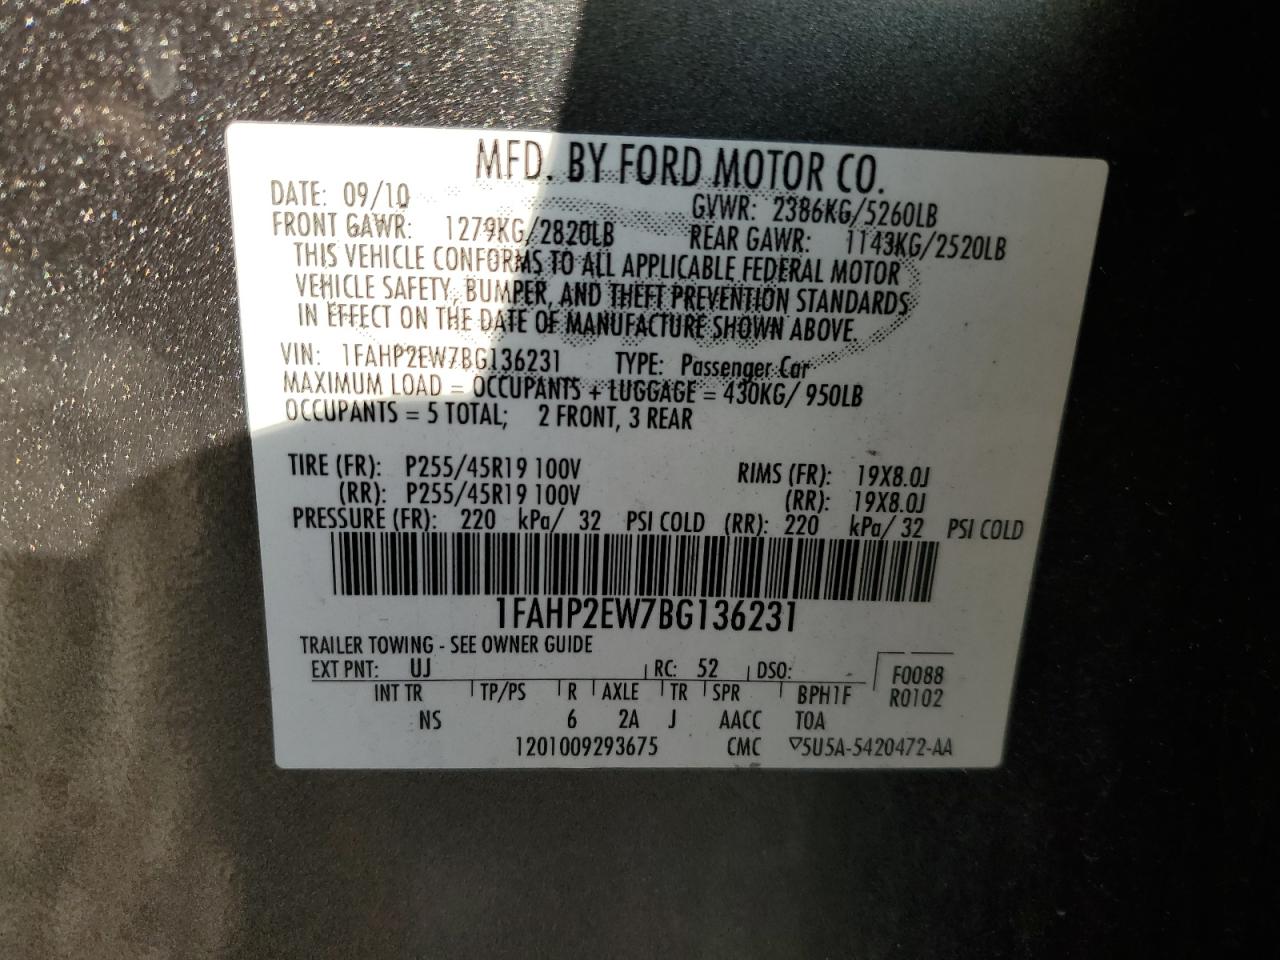 MFD. BY FORD MOTOR CO.
DATE: 09/10 GVWR: 2386KG/5260LB
FRONT GAWR: 1279KG/2820LB REAR GAWR: 1143KG/2520LB
THIS VEHICLE CONFORMS TO ALL APPLICABLE FEDERAL MOTOR
VEHICLE SAFETY, BUMPER, AND THEFT PREVENTION STANDARDS
IN EFFECT ON THE DATE OF MANUFACTURE SHOWN ABOVE.
VIN: 1FAHP2EW7BG136231 TYPE: Passenger Car
MAXIMUM LOAD = OCCUPANTS + LUGGAGE = 430KG/ 950LB
OCCUPANTS = 5 TOTAL; 2 FRONT, 3 REAR
TIRE (FR): P255/45R19 100V RIMS (FR): 19X8.0J
(RR): P255/45R19 100V (RR): 19X8.0J
PRESSURE (FR): 220 kPa/ 32 PSI COLD (RR): 220 kPa/ 32 PSI COLD
1FAHP2EW7BG136231
TRAILER TOWING - SEE OWNER GUIDE
EXT PNT: UJ RC: 52 DSO: F0088
INT TR TP/PS R AXLE TR SPR BPH1F R0102
NS 6 2A J AACC TOA
1201009293675 CMC ▽5U5A-5420472-AA